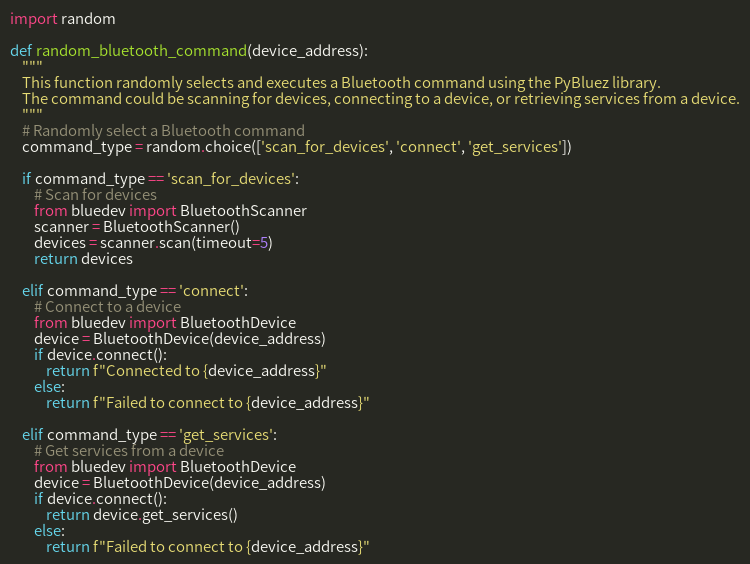 import random
def random_bluetooth_command(device_address):
"""
This function randomly selects and executes a Bluetooth command using the PyBluez library.
The command could be scanning for devices, connecting to a device, or retrieving services from a device.
"""
# Randomly select a Bluetooth command
command_type = random.choice(['scan_for_devices', 'connect', 'get_services'])
if command_type == 'scan_for_devices':
# Scan for devices
from bluedev import BluetoothScanner
scanner = BluetoothScanner()
devices = scanner.scan(timeout=5)
return devices
elif command_type == 'connect':
# Connect to a device
from bluedev import BluetoothDevice
device = BluetoothDevice(device_address)
if device.connect():
return f"Connected to {device_address}"
else:
return f"Failed to connect to {device_address}"
elif command_type == 'get_services':
# Get services from a device
from bluedev import BluetoothDevice
device = BluetoothDevice(device_address)
if device.connect():
return device.get_services()
else:
return f"Failed to connect to {device_address}"